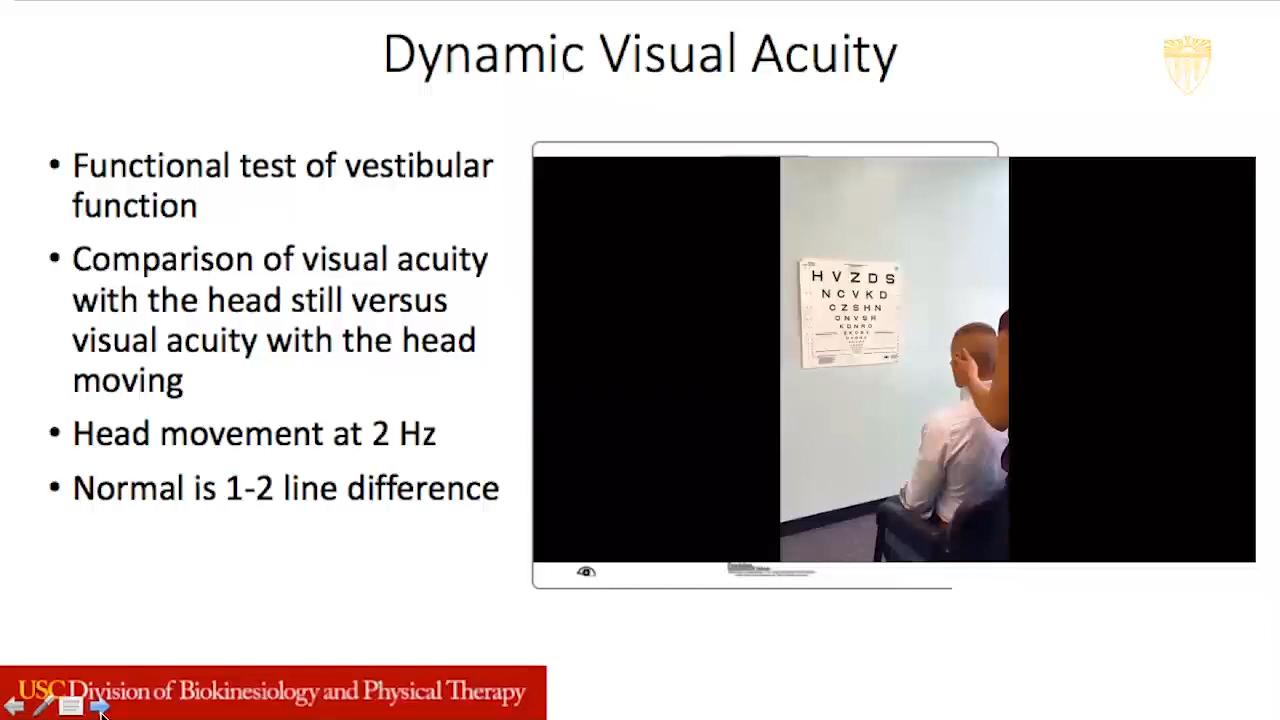 Dynamic Visual Acuity
• Functional test of vestibular
function
• Comparison of visual acuity
with the head still versus
visual acuity with the head
moving
• Head movement at 2 Hz
• Normal is 1-2 line difference
H V Z D S
N C V K D
C Z S H N
O N V S R
K D N R O
USC Division of Biokinesiology and Physical Therapy